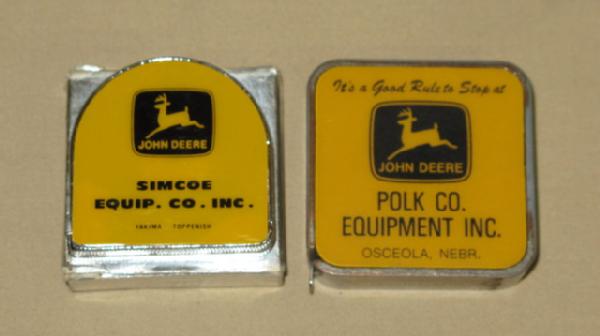 JOHN DEERE
SIMCOE
EQUIP. CO. INC.
YAKIMA TOPPENISH
It's a Good Rule to Stop at
JOHN DEERE
POLK CO.
EQUIPMENT INC.
OSCEOLA, NEBR.